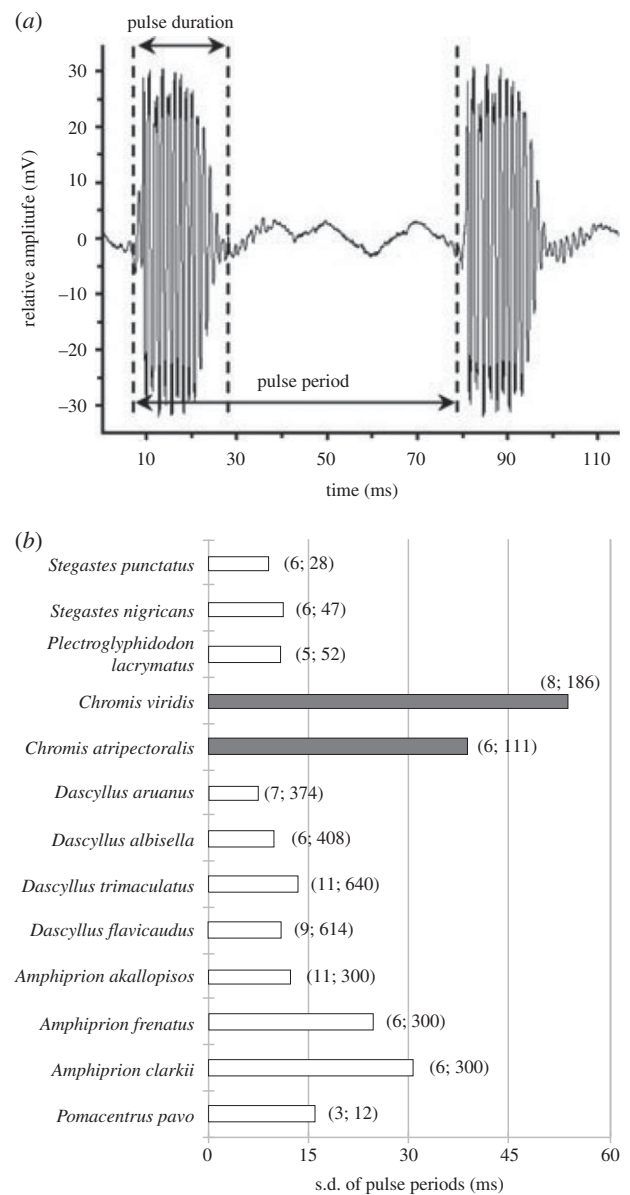 (a)
pulse duration
30
20
10
0
–10
–20
–30
relative amplitufe (mV)
pulse period
10 30 50 70 90 110
time (ms)
(b)
Stegastes punctatus (6; 28)
Stegastes nigricans (6; 47)
Plectroglyphidodon
lacrymatus (5; 52)
Chromis viridis (8; 186)
Chromis atripectoralis (6; 111)
Dascyllus aruanus (7; 374)
Dascyllus albisella (6; 408)
Dascyllus trimaculatus (11; 640)
Dascyllus flavicaudus (9; 614)
Amphiprion akallopisos (11; 300)
Amphiprion frenatus (6; 300)
Amphiprion clarkii (6; 300)
Pomacentrus pavo (3; 12)
0 15 30 45 60
s.d. of pulse periods (ms)